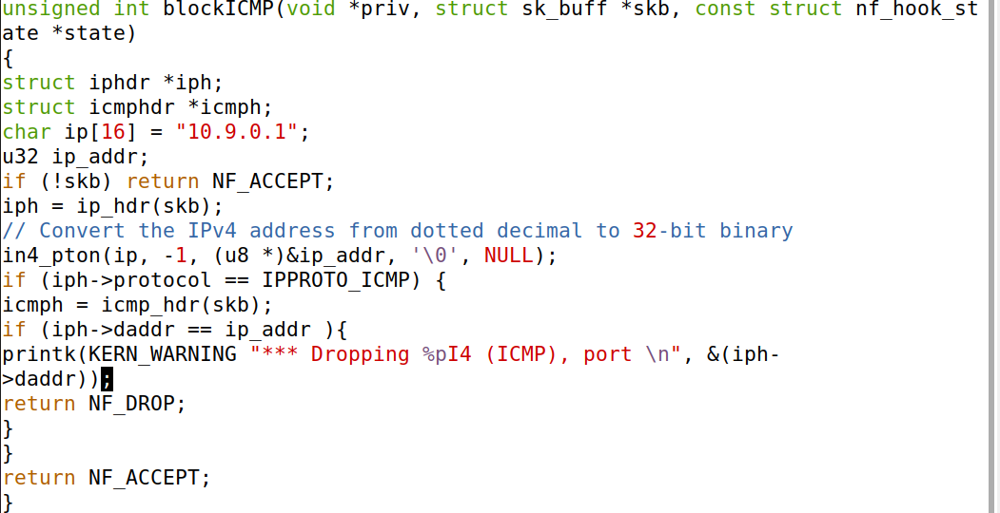 unsigned int blockICMP(void *priv, struct sk_buff *skb, const struct nf_hook_st
ate *state)
{
struct iphdr *iph;
struct icmphdr *icmph;
char ip[16] = "10.9.0.1";
u32 ip_addr;
if (!skb) return NF_ACCEPT;
iph = ip_hdr(skb);
// Convert the IPv4 address from dotted decimal to 32-bit binary
in4_pton(ip, -1, (u8 *)&ip_addr, '\0', NULL);
if (iph->protocol == IPPROTO_ICMP) {
icmph = icmp_hdr(skb);
if (iph->daddr == ip_addr ){
printk(KERN_WARNING "*** Dropping %pI4 (ICMP), port \n", &(iph-
>daddr));
return NF_DROP;
}
}
return NF_ACCEPT;
}